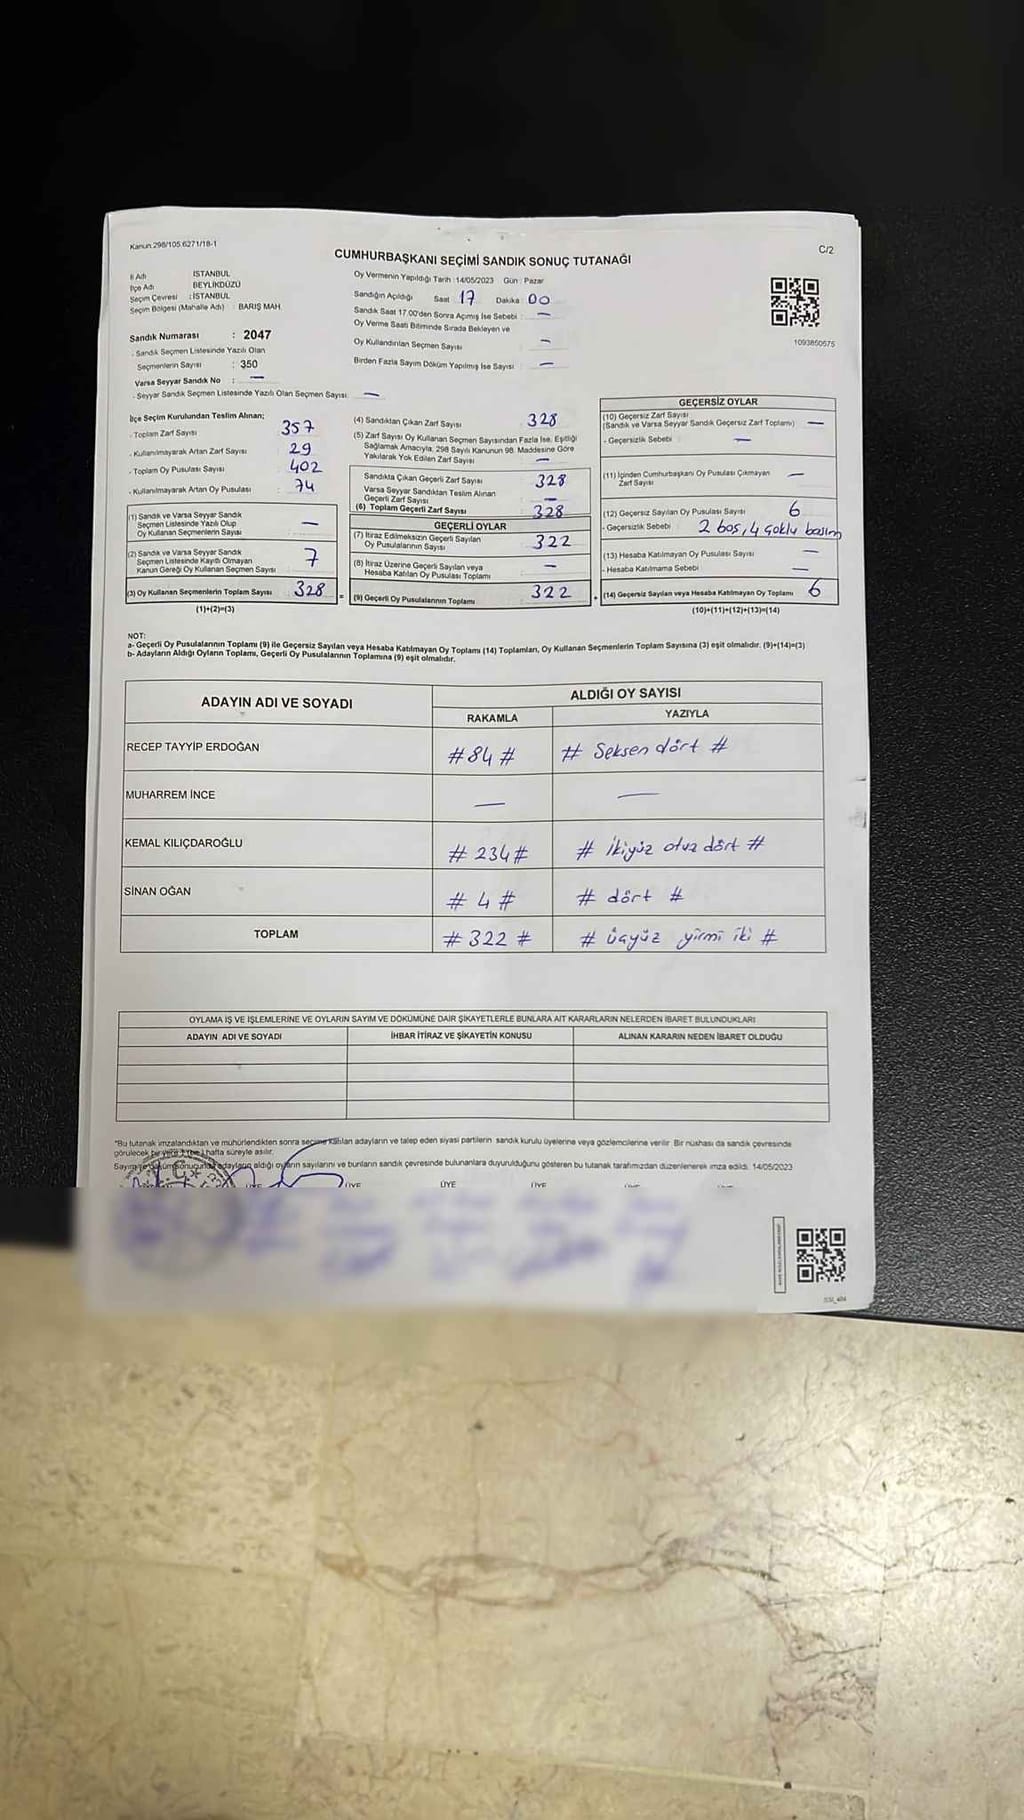 Kanun 298/105.6271/18-1
C/2
CUMHURBAŞKANI SEÇİMİ SANDIK SONUÇ TUTANAĞI
İl Adı İSTANBUL
İlçe Adı BEYLİKDÜZÜ
Seçim Çevresi : İSTANBUL
Seçim Bölgesi (Mahalle Adı) : BARIŞ MAH.
Sandık Numarası : 2047
- Sandık Seçmen Listesinde Yazılı Olan
Seçmenlerin Sayısı : 350
Varsa Seyyar Sandık No : —
- Seyyar Sandık Seçmen Listesinde Yazılı Olan Seçmen Sayısı: —
Oy Vermenin Yapıldığı Tarih : 14/05/2023 Gün : Pazar
Sandığın Açıldığı Saat 17 Dakika 00
Sandık Saat 17.00'den Sonra Açımış İse Sebebi : —
Oy Verme Saati Bitiminde Sırada Bekleyen ve
Oy Kullandırılan Seçmen Sayısı —
Birden Fazla Sayım Döküm Yapılmış İse Sayısı : —
1093850575
İlçe Seçim Kurulundan Teslim Alınan;
- Toplam Zarf Sayısı 357
- Kullanılmayarak Artan Zarf Sayısı 29
- Toplam Oy Pusulası Sayısı 402
- Kullanılmayarak Artan Oy Pusulası : 74
(1) Sandık ve Varsa Seyyar Sandık
Seçmen Listesinde Yazılı Olup
Oy Kullanan Seçmenlerin Sayısı —
(2) Sandık ve Varsa Seyyar Sandık
Seçmen Listesinde Kayıtlı Olmayan
Kanun Gereği Oy Kullanan Seçmen Sayısı 7
(3) Oy Kullanan Seçmenlerin Toplam Sayısı 328
(1)+(2)=(3)
(4) Sandıktan Çıkan Zarf Sayısı 328
(5) Zarf Sayısı Oy Kullanan Seçmen Sayısından Fazla İse, Eşitliği
Sağlamak Amacıyla, 298 Sayılı Kanunun 98. Maddesine Göre
Yakılarak Yok Edilen Zarf Sayısı —
Sandıkta Çıkan Geçerli Zarf Sayısı 328
Varsa Seyyar Sandıktan Teslim Alınan
Geçerli Zarf Sayısı —
(6) Toplam Geçerli Zarf Sayısı 328
GEÇERLİ OYLAR
(7) İtiraz Edilmeksizin Geçerli Sayılan
Oy Pusulalarının Sayısı 322
(8) İtiraz Üzerine Geçerli Sayılan veya
Hesaba Katılan Oy Pusulası Toplamı —
= (9) Geçerli Oy Pusulalarının Toplamı 322
GEÇERSİZ OYLAR
(10) Geçersiz Zarf Sayısı
(Sandık ve Varsa Seyyar Sandık Geçersiz Zarf Toplamı) —
- Geçersizlik Sebebi —
(11) İçinden Cumhurbaşkanı Oy Pusulası Çıkmayan
Zarf Sayısı —
(12) Geçersiz Sayılan Oy Pusulası Sayısı 6
- Geçersizlik Sebebi 2 boş, 4 çoklu basım
(13) Hesaba Katılmayan Oy Pusulası Sayısı —
- Hesaba Katılmama Sebebi —
+ (14) Geçersiz Sayılan veya Hesaba Katılmayan Oy Toplamı 6
(10)+(11)+(12)+(13)=(14)
NOT:
a- Geçerli Oy Pusulalarının Toplamı (9) ile Geçersiz Sayılan veya Hesaba Katılmayan Oy Toplamı (14) Toplamları, Oy Kullanan Seçmenlerin Toplam Sayısına (3) eşit olmalıdır. (9)+(14)=(3)
b- Adayların Aldığı Oyların Toplamı, Geçerli Oy Pusulalarının Toplamına (9) eşit olmalıdır.
ADAYIN ADI VE SOYADI ALDIĞI OY SAYISI
RAKAMLA YAZIYLA
RECEP TAYYİP ERDOĞAN #84# # Seksen dört #
MUHARREM İNCE — —
KEMAL KILIÇDAROĞLU #234# # ikiyüz otuz dört #
SİNAN OĞAN #4# # dört #
TOPLAM #322# # üçyüz yirmi iki #
OYLAMA İŞ VE İŞLEMLERİNE VE OYLARIN SAYIM VE DÖKÜMÜNE DAİR ŞİKAYETLERLE BUNLARA AİT KARARLARIN NELERDEN İBARET BULUNDUKLARI
ADAYIN ADI VE SOYADI İHBAR İTİRAZ VE ŞİKAYETİN KONUSU ALINAN KARARIN NEDEN İBARET OLDUĞU
"Bu tutanak imzalandıktan ve mühürlendikten sonra seçime katılan adayların ve talep eden siyasi partilerin sandık kurulu üyelerine veya gözlemcilerine verilir. Bir nüshası da sandık çevresinde
görülecek bir yere hafta süreyle asılır.
Sayım ve döküm sonucunda adayların aldığı oyların sayılarını ve bunların sandık çevresinde bulunanlara duyurulduğunu gösteren bu tutanak tarafımızdan düzenlenerek imza edildi. 14/05/2023
ÜYE ÜYE ÜYE